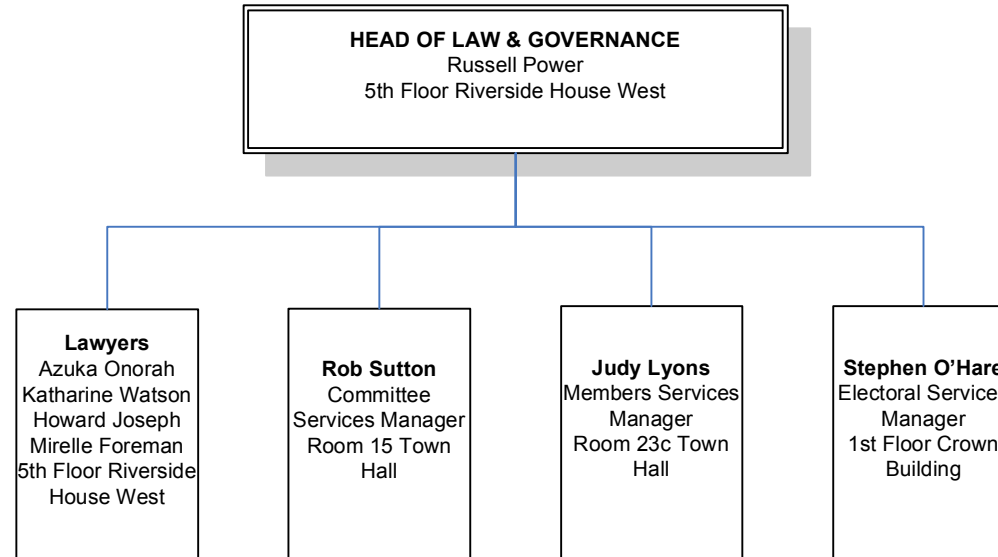 HEAD OF LAW & GOVERNANCE
Russell Power
5th Floor Riverside House West
Lawyers
Azuka Onorah
Katharine Watson
Howard Joseph
Mirelle Foreman
5th Floor Riverside
House West
Rob Sutton
Committee
Services Manager
Room 15 Town
Hall
Judy Lyons
Members Services
Manager
Room 23c Town
Hall
Stephen O’Hare
Electoral Service
Manager
1st Floor Crown
Building